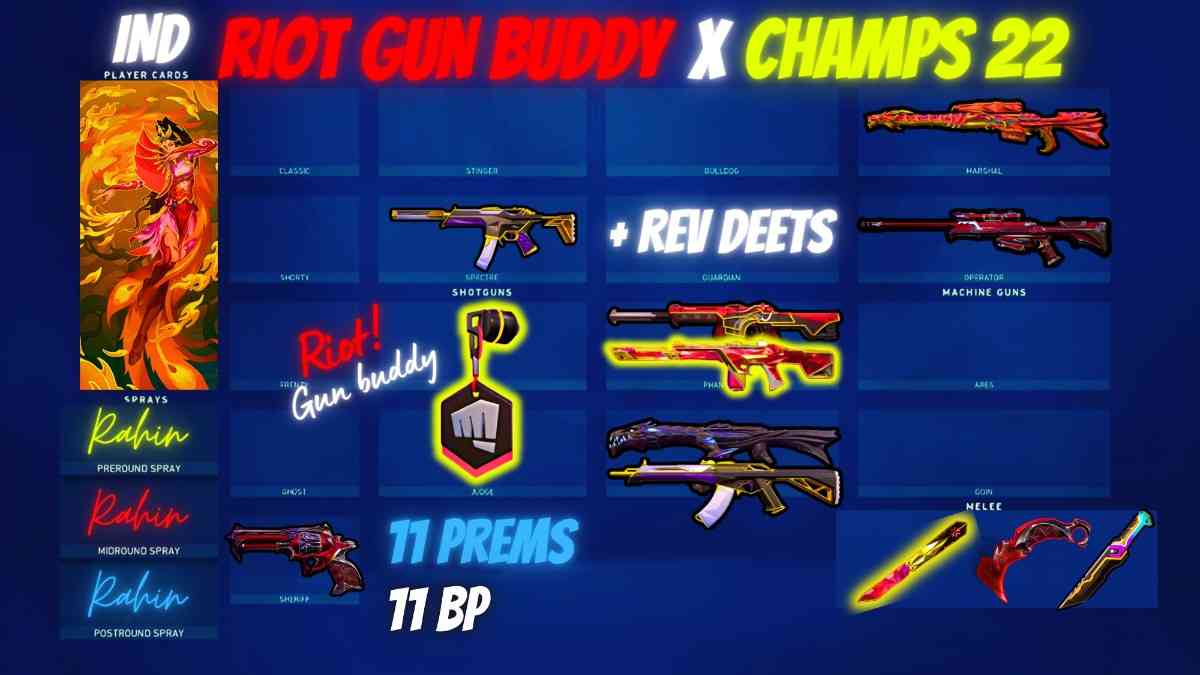 IND RIOT GUN BUDDY X CHAMPS 22
PLAYER CARDS
CLASSIC
STINGER
BULLDOG
MARSHAL
+ REV DEETS
SHORTY
SPECTRE
GUARDIAN
OPERATOR
SHOTGUNS
MACHINE GUNS
Riot!
Gun buddy
FRENZY
PHAN
ARES
SPRAYS
Rahin
PREROUND SPRAY
GHOST
JUDGE
ODIN
MELEE
Rahin
MIDROUND SPRAY
11 PREMS
Rahin
11 BP
SHERIFF
POSTROUND SPRAY